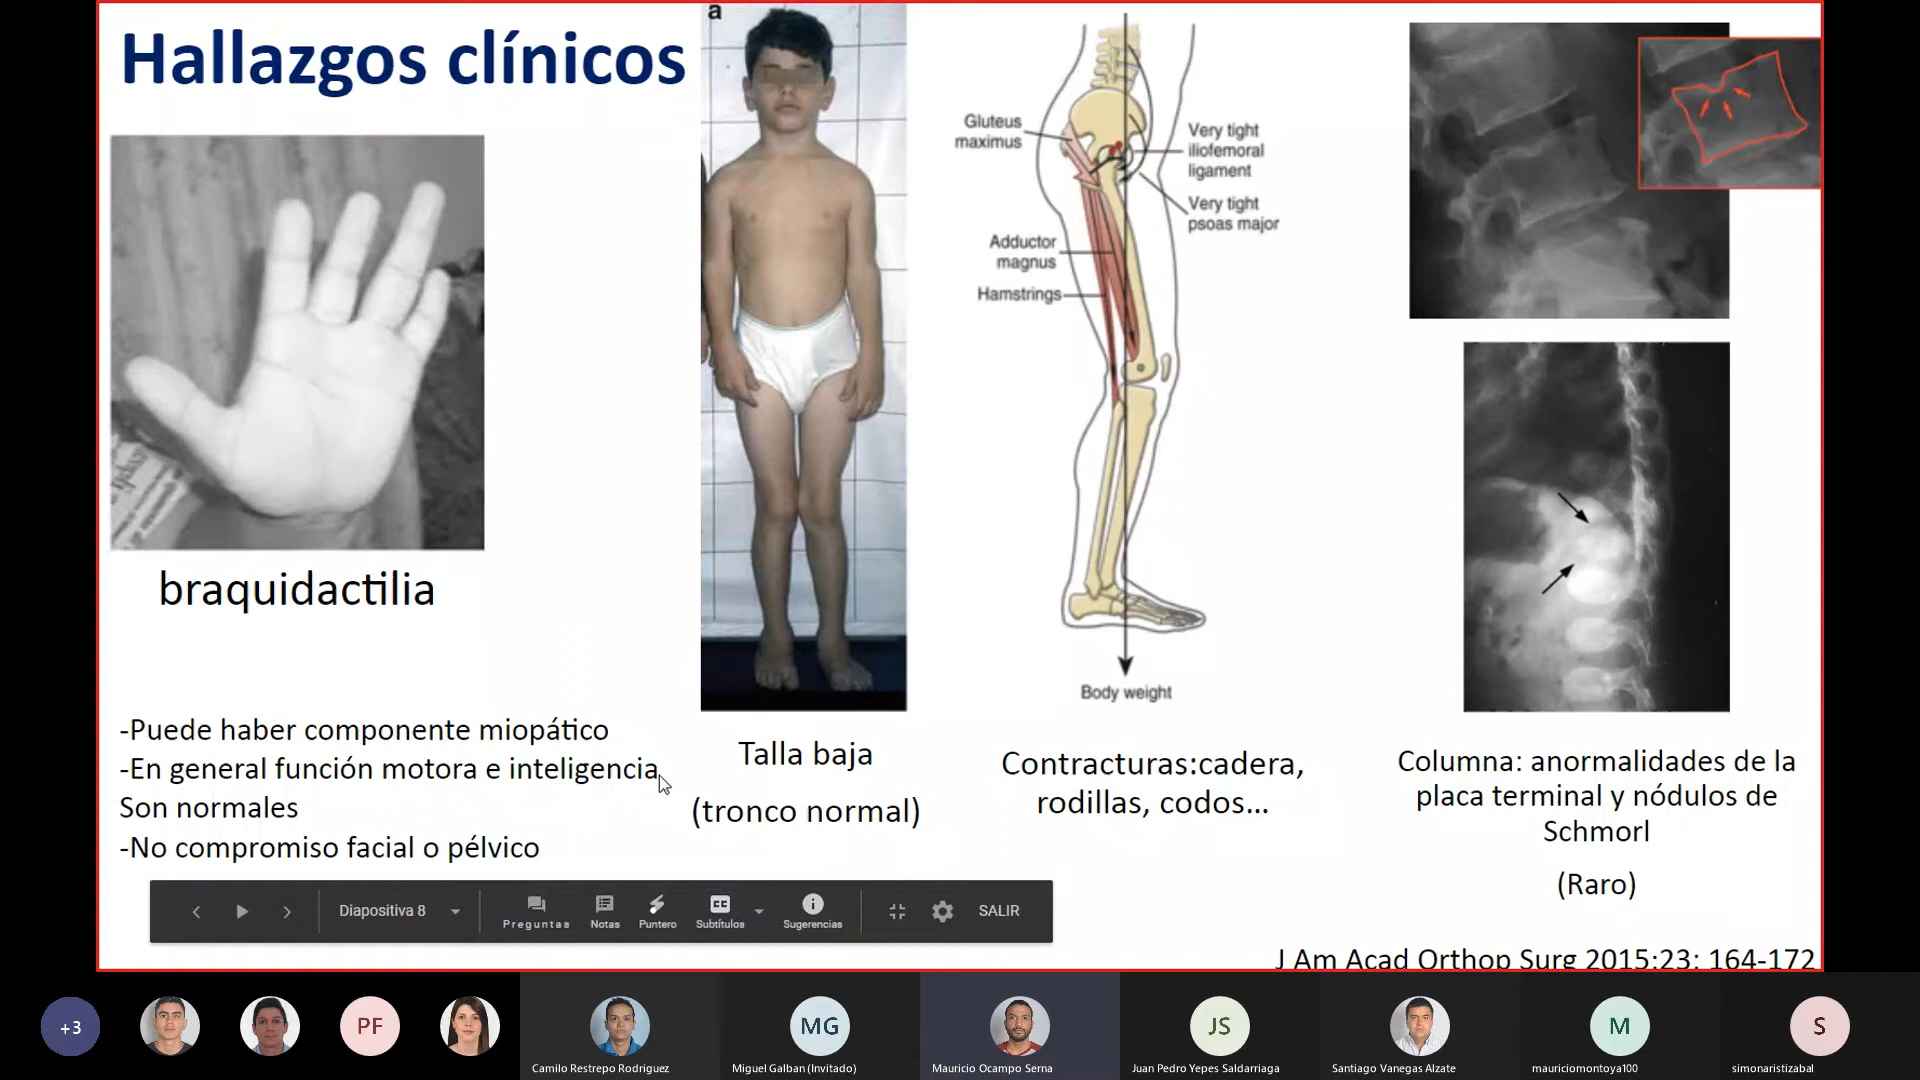 Hallazgos clínicos
a
braquidactilia
-Puede haber componente miopático
-En general función motora e inteligencia
Son normales
-No compromiso facial o pélvico
Talla baja
(tronco normal)
Gluteus
maximus
Very tight
iliofemoral
ligament
Very tight
psoas major
Adductor
magnus
Hamstrings
Body weight
Contracturas:cadera,
rodillas, codos...
Columna: anormalidades de la
placa terminal y nódulos de
Schmorl
(Raro)
J Am Acad Orthop Surg 2015;23: 164-172
Diapositiva 8
Preguntas
Notas
Puntero
CC
Subtítulos
Sugerencias
SALIR
+3
PF
Camilo Restrepo Rodriguez
MG
Miguel Galban (Invitado)
Mauricio Ocampo Serna
JS
Juan Pedro Yepes Saldarriaga
Santiago Vanegas Alzate
M
mauriciomontoya100
S
simonaristizabal